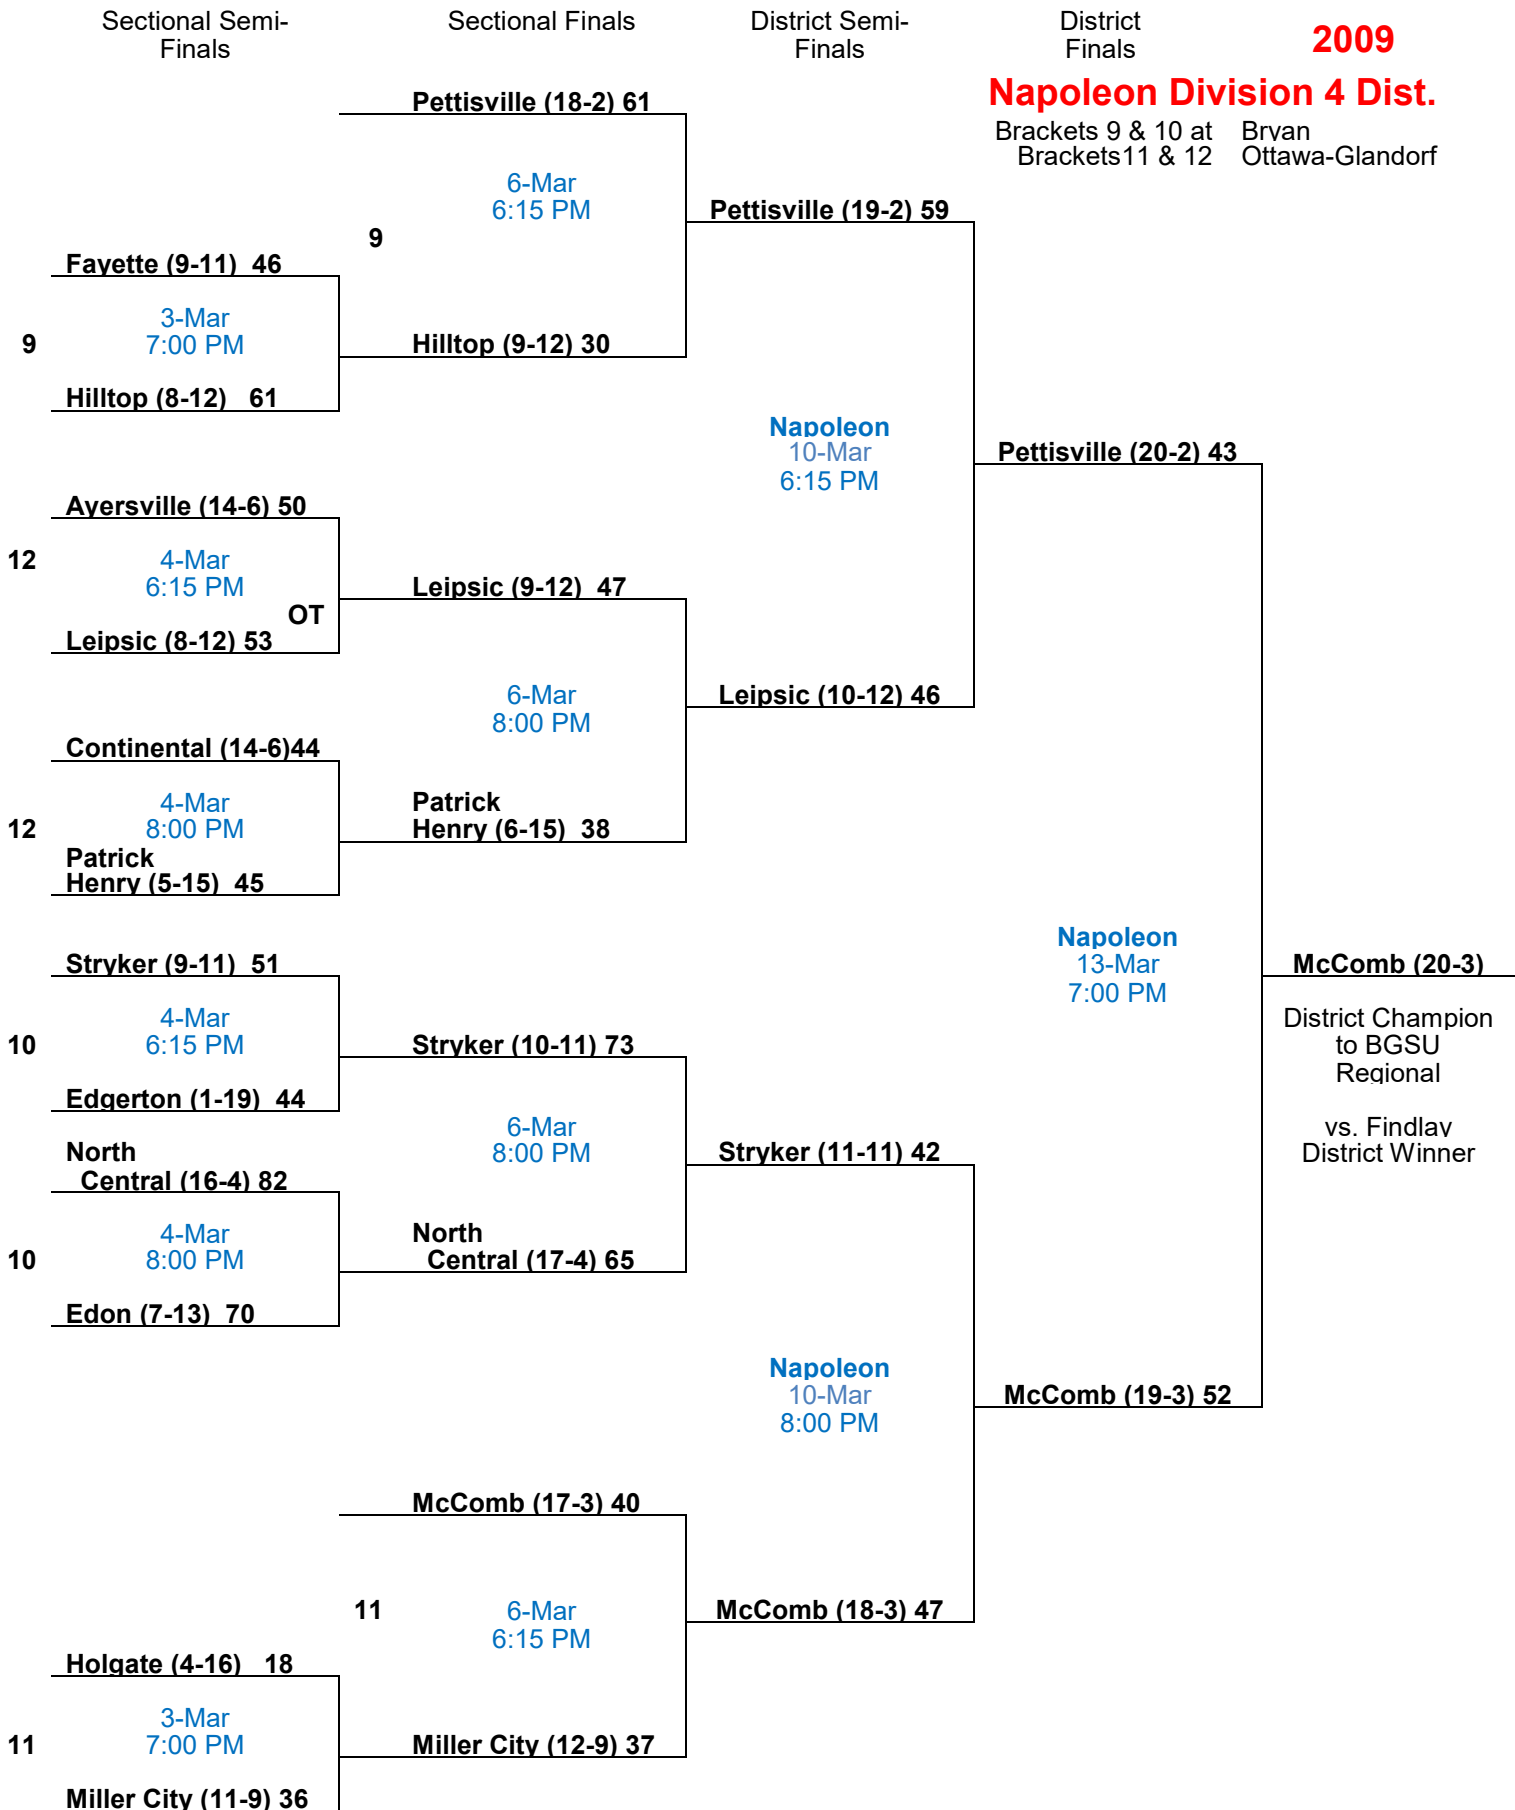 Sectional Semi-
Finals
Sectional Finals
District Semi-
Finals
District
Finals
2009
Napoleon Division 4 Dist.
Brackets 9 & 10 at Bryan
Brackets11 & 12 Ottawa-Glandorf
Pettisville (18-2) 61
6-Mar
6:15 PM
Pettisville (19-2) 59
9
Fayette (9-11) 46
3-Mar
7:00 PM
9
Hilltop (9-12) 30
Hilltop (8-12) 61
Napoleon
10-Mar
6:15 PM
Pettisville (20-2) 43
Ayersville (14-6) 50
12
4-Mar
6:15 PM
OT
Leipsic (9-12) 47
Leipsic (8-12) 53
6-Mar
8:00 PM
Leipsic (10-12) 46
Continental (14-6)44
12
4-Mar
8:00 PM
Patrick
Henry (6-15) 38
Patrick
Henry (5-15) 45
Napoleon
13-Mar
7:00 PM
McComb (20-3)
District Champion
to BGSU
Regional
vs. Findlay
District Winner
Stryker (9-11) 51
4-Mar
6:15 PM
10
Stryker (10-11) 73
Edgerton (1-19) 44
6-Mar
8:00 PM
Stryker (11-11) 42
North
Central (16-4) 82
4-Mar
8:00 PM
10
North
Central (17-4) 65
Edon (7-13) 70
Napoleon
10-Mar
8:00 PM
McComb (19-3) 52
McComb (17-3) 40
11
6-Mar
6:15 PM
McComb (18-3) 47
Holgate (4-16) 18
3-Mar
7:00 PM
11
Miller City (12-9) 37
Miller City (11-9) 36